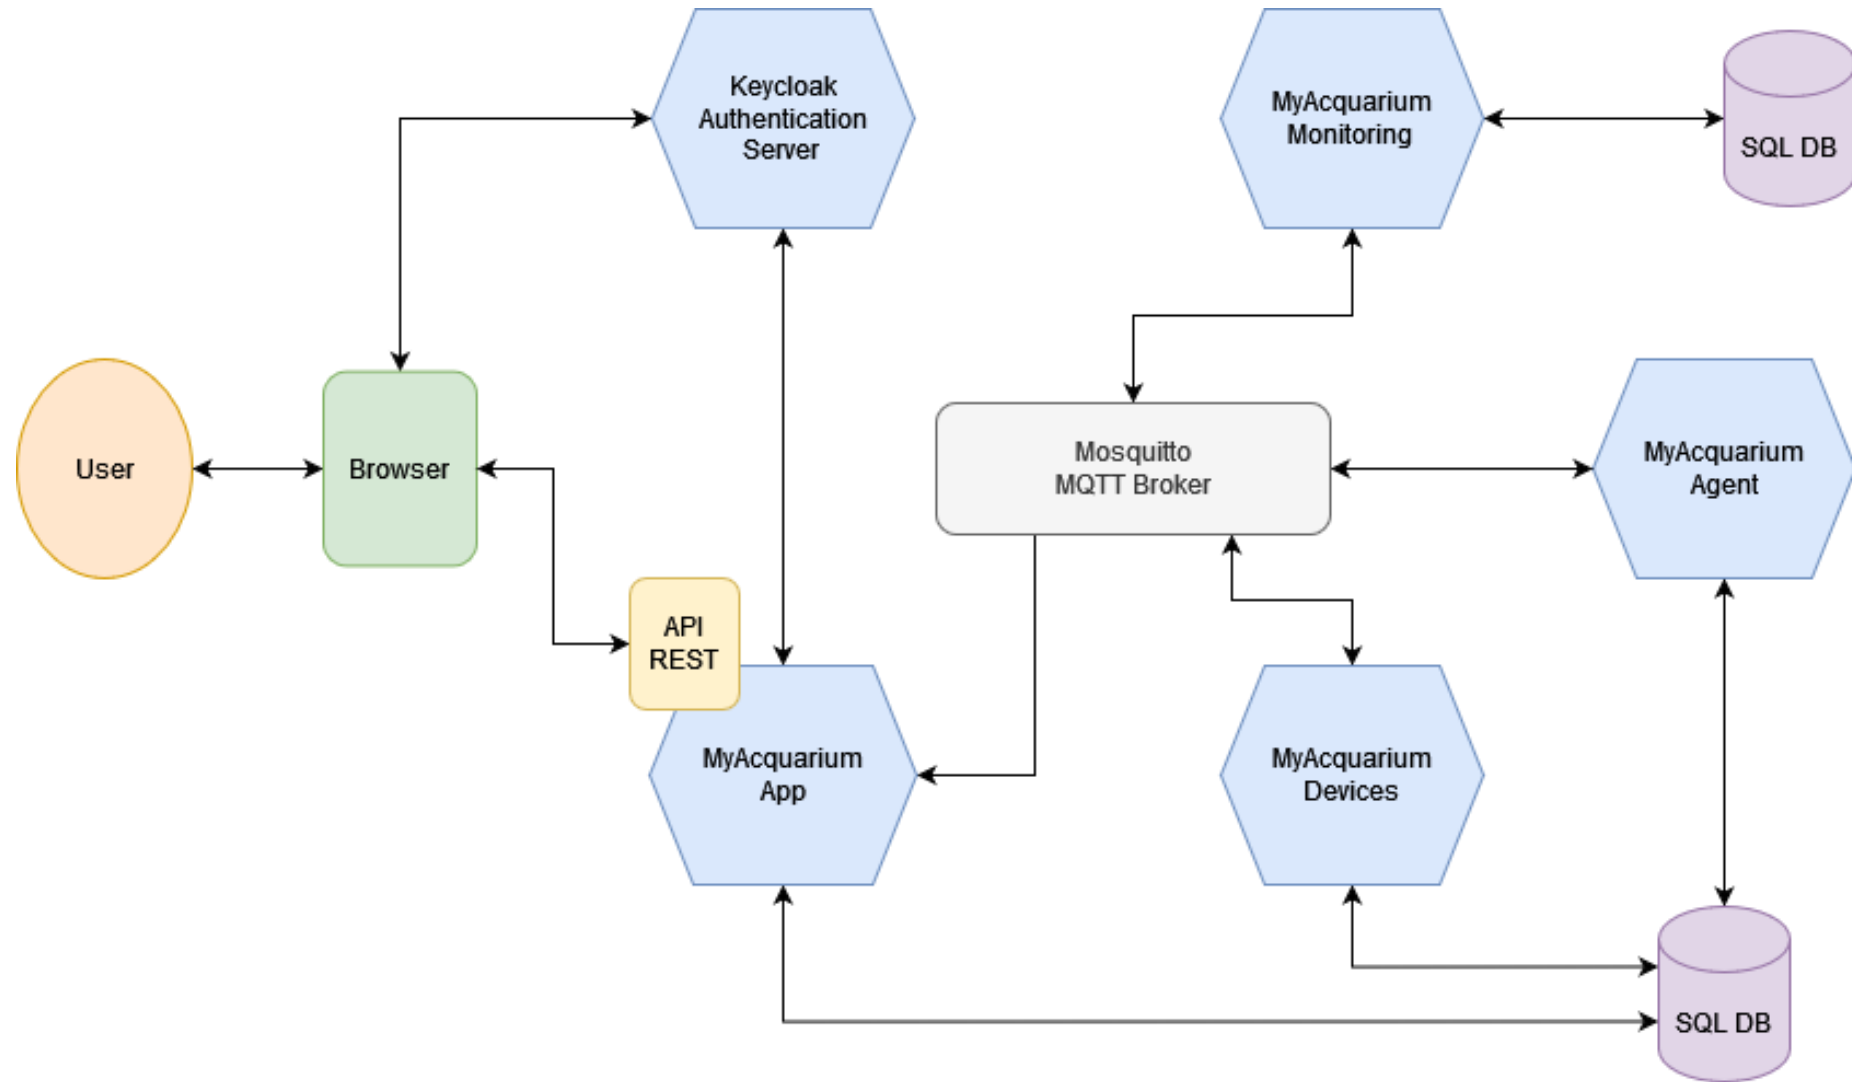 Keycloak
Authentication
Server
MyAcquarium
Monitoring
SQL DB
User
Browser
Mosquitto
MQTT Broker
MyAcquarium
Agent
API
REST
MyAcquarium
App
MyAcquarium
Devices
SQL DB